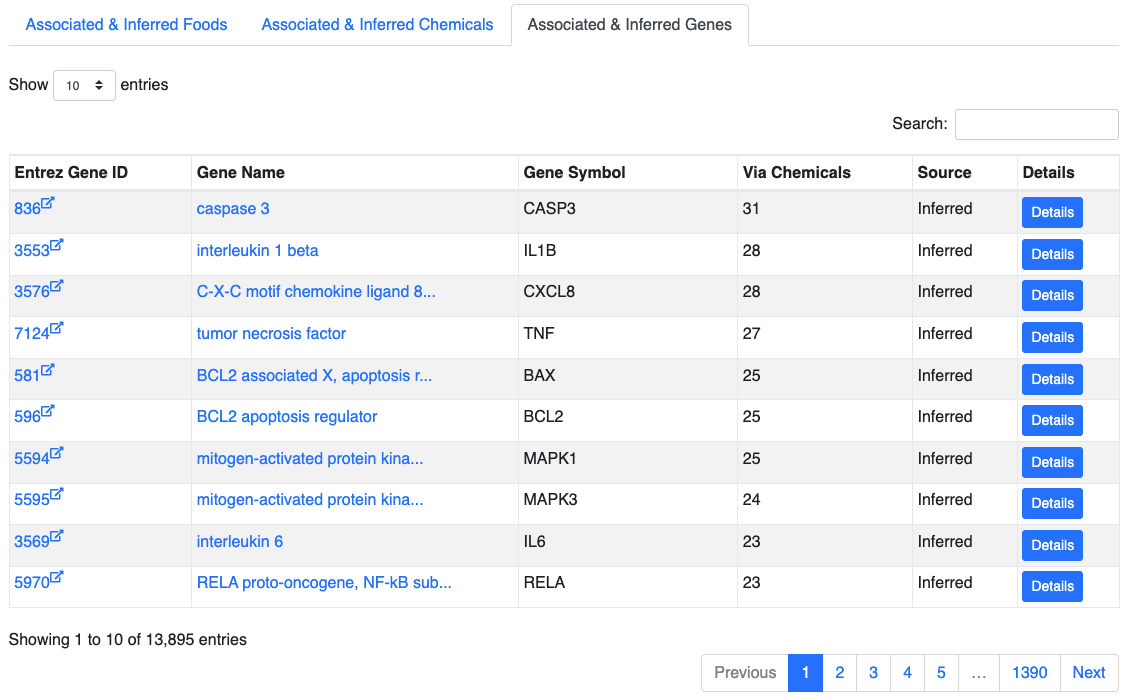 Associated & Inferred Foods Associated & Inferred Chemicals Associated & Inferred Genes
Show 10 entries
Search:
Entrez Gene ID Gene Name Gene Symbol Via Chemicals Source Details
836 caspase 3 CASP3 31 Inferred Details
3553 interleukin 1 beta IL1B 28 Inferred Details
3576 C-X-C motif chemokine ligand 8... CXCL8 28 Inferred Details
7124 tumor necrosis factor TNF 27 Inferred Details
581 BCL2 associated X, apoptosis r... BAX 25 Inferred Details
596 BCL2 apoptosis regulator BCL2 25 Inferred Details
5594 mitogen-activated protein kina... MAPK1 25 Inferred Details
5595 mitogen-activated protein kina... MAPK3 24 Inferred Details
3569 interleukin 6 IL6 23 Inferred Details
5970 RELA proto-oncogene, NF-kB sub... RELA 23 Inferred Details
Showing 1 to 10 of 13,895 entries
Previous 1 2 3 4 5 … 1390 Next